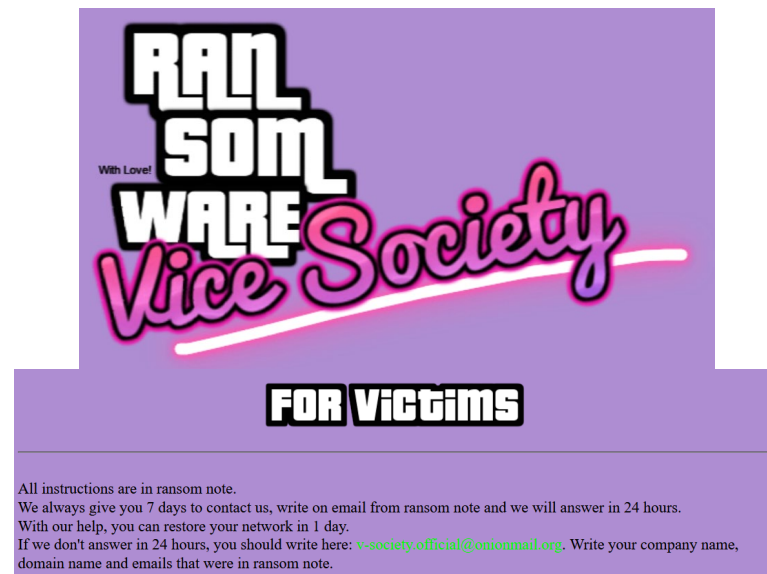 RAN
SOM
With Love!
WARE
Vice Society
FOR VICTIMS
All instructions are in ransom note.
We always give you 7 days to contact us, write on email from ransom note and we will answer in 24 hours.
With our help, you can restore your network in 1 day.
If we don't answer in 24 hours, you should write here: v-society.official@onionmail.org. Write your company name,
domain name and emails that were in ransom note.